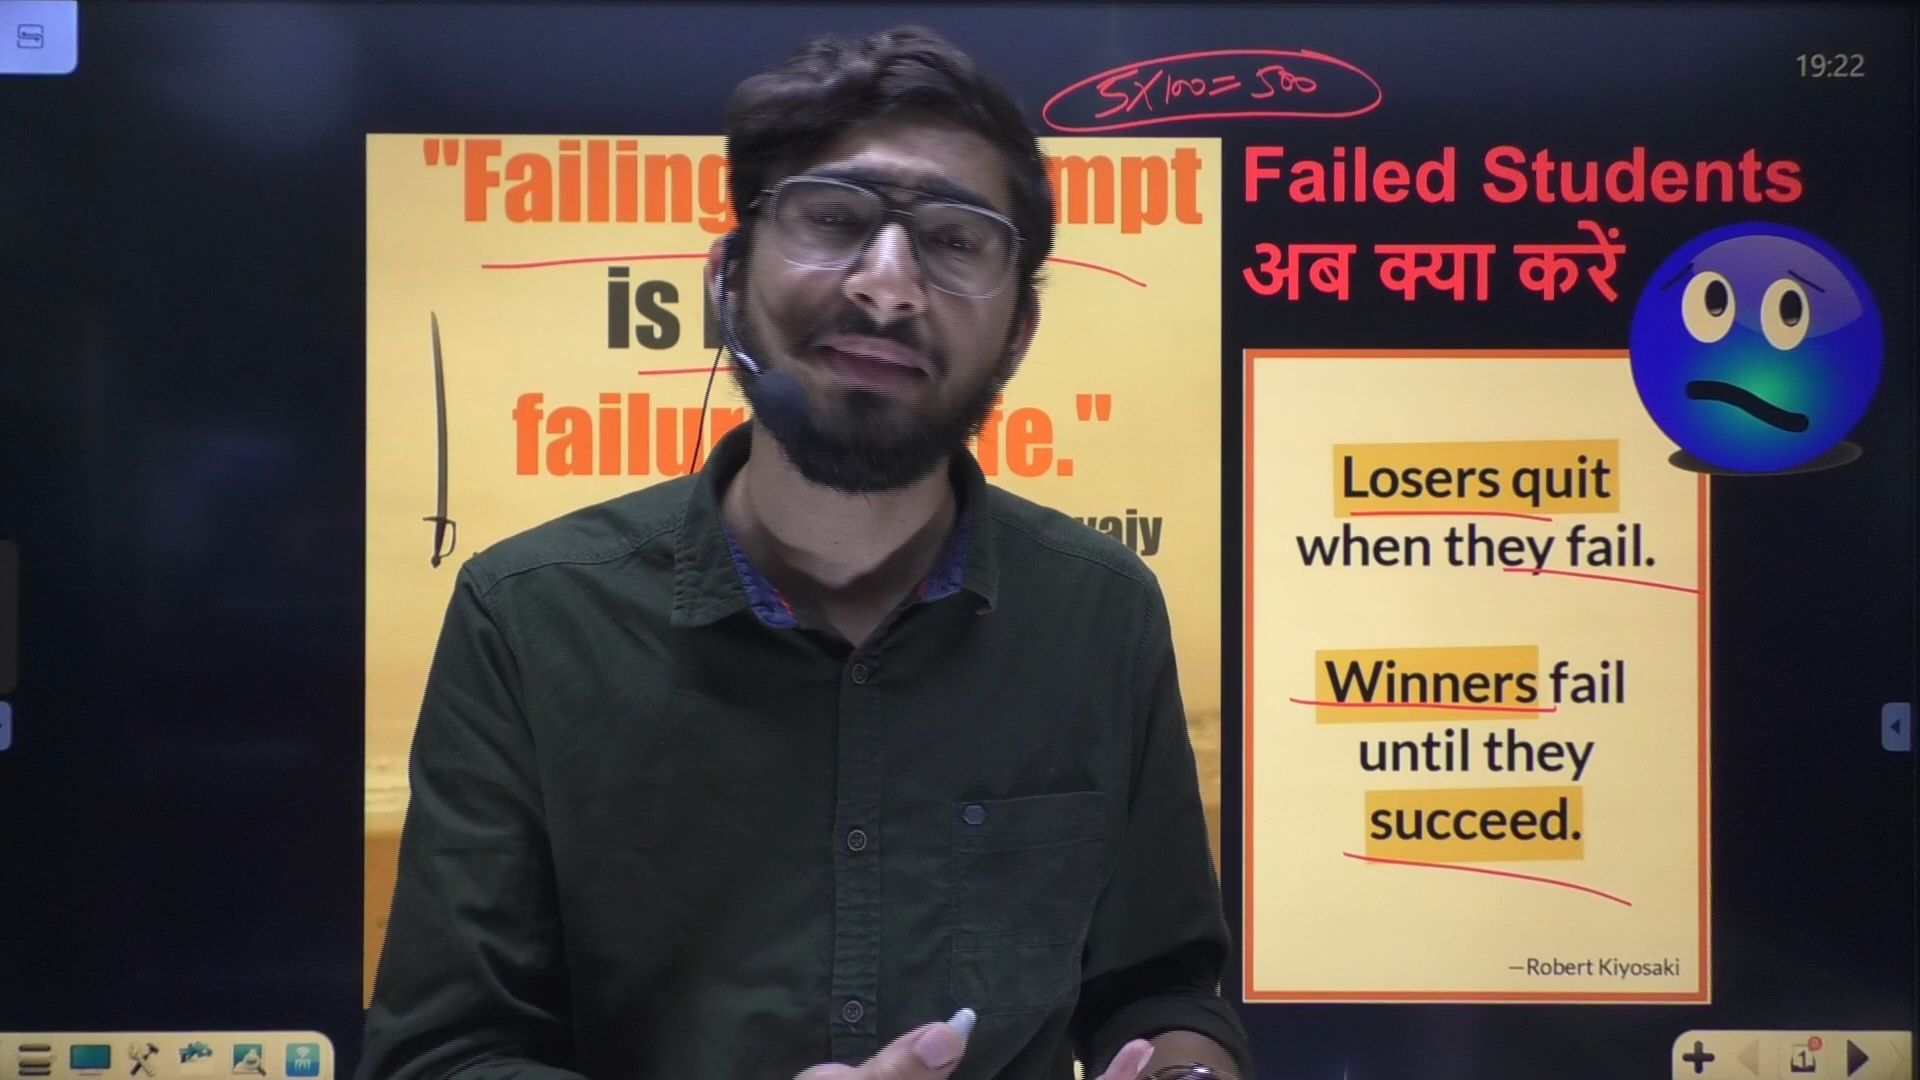 5×100=500
19:22
"Failing mpt
is
failu fe."
Failed Students
अब क्या करें
Losers quit
when they fail.
Winners fail
until they
succeed.
—Robert Kiyosaki
1